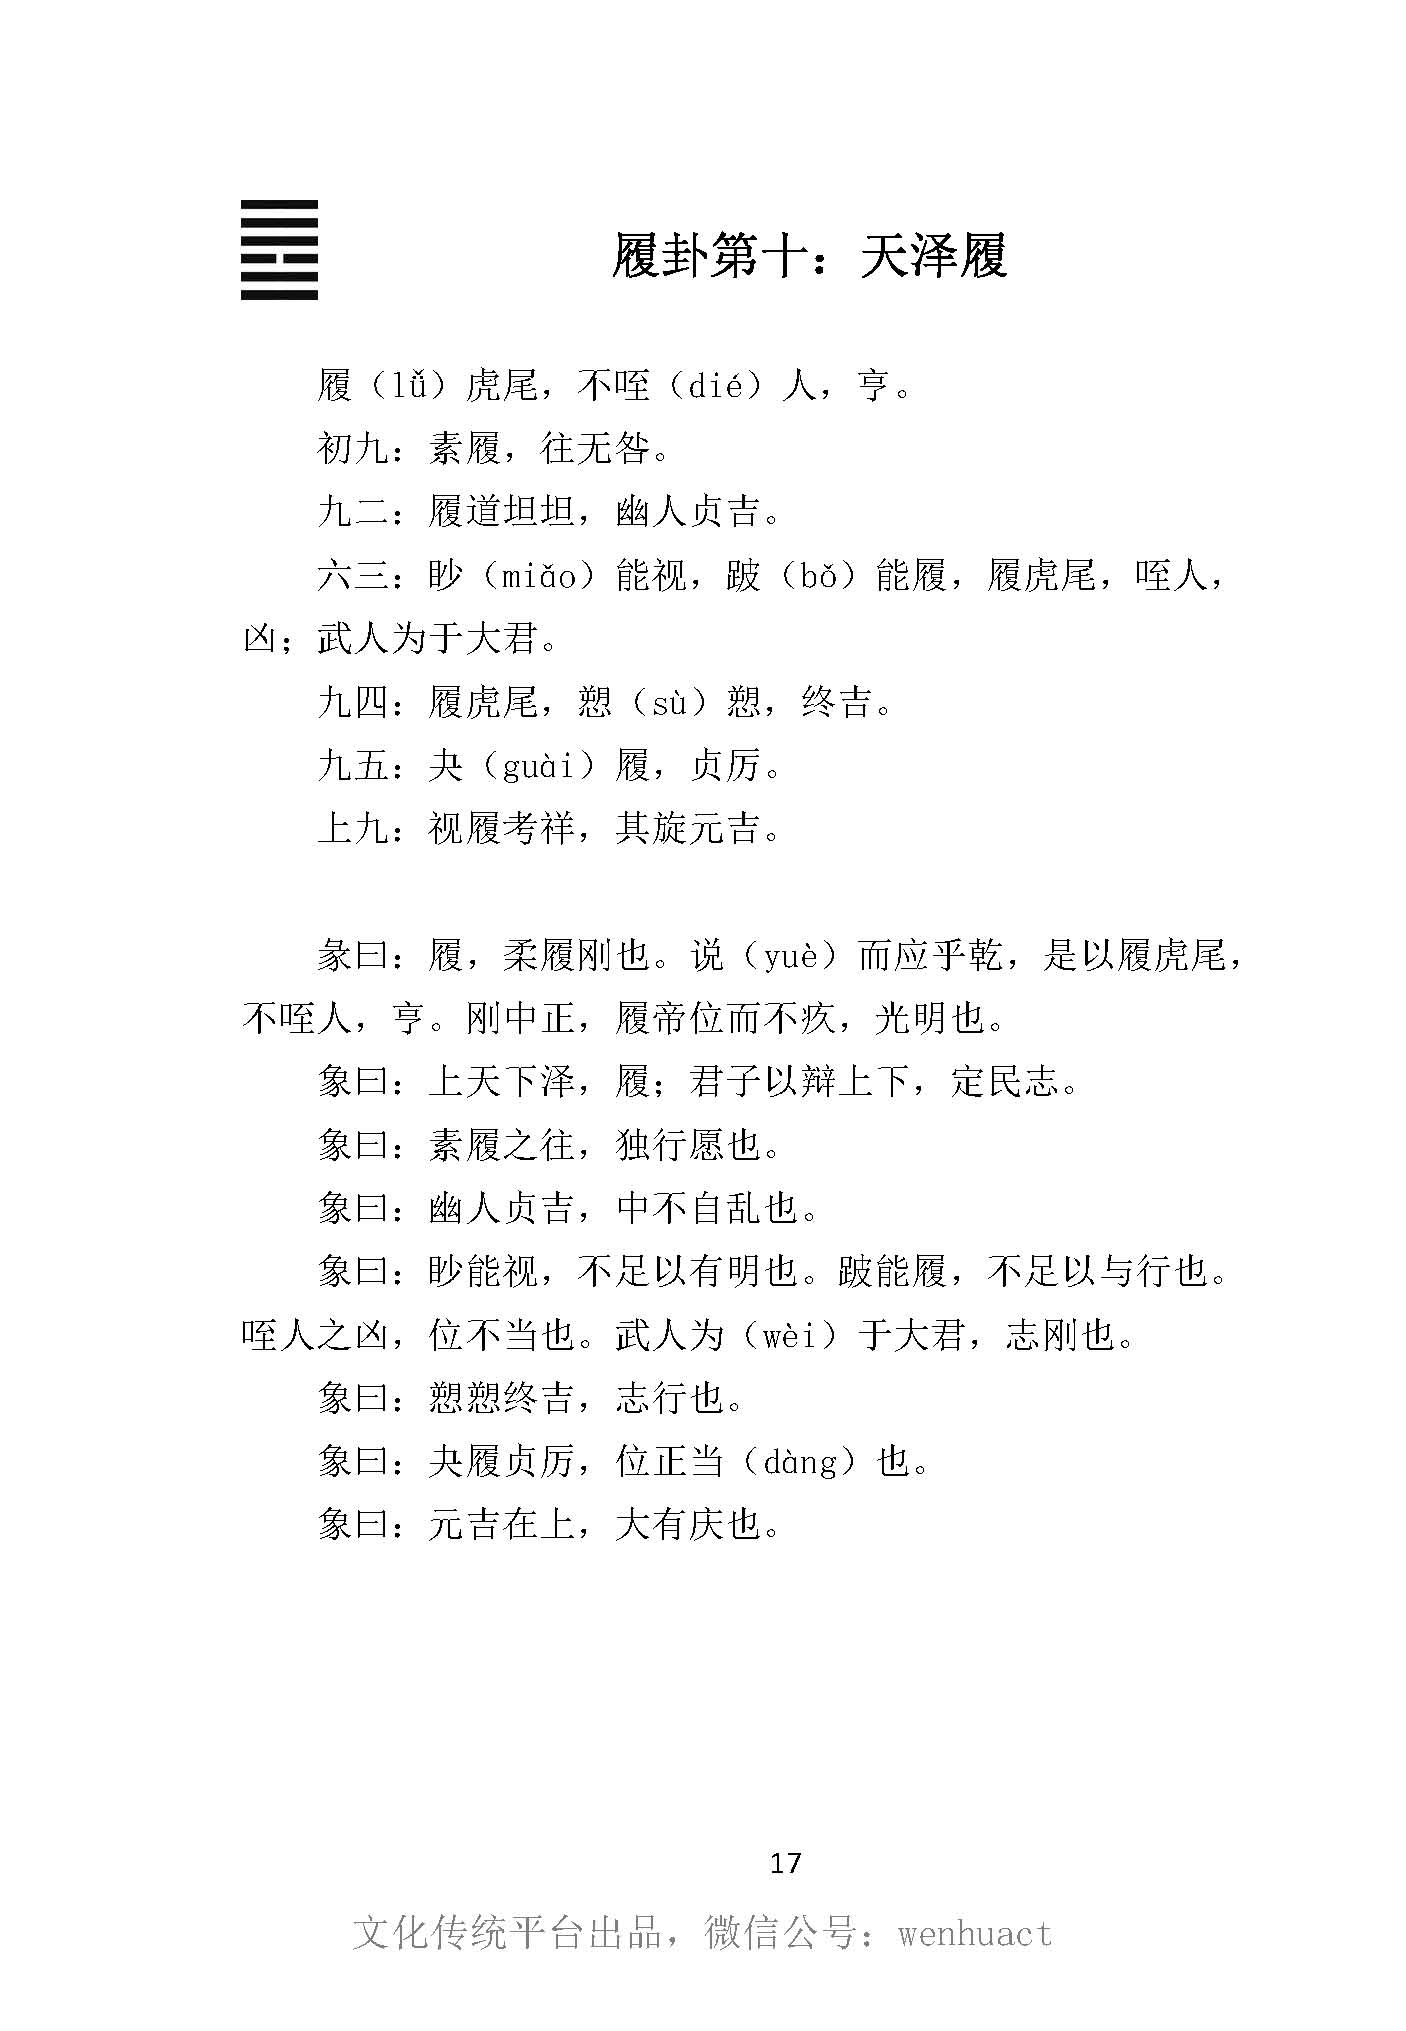 履卦第十：天泽履
履（lǚ）虎尾，不咥（dié）人，亨。
初九：素履，往无咎。
九二：履道坦坦，幽人贞吉。
六三：眇（miǎo）能视，跛（bǒ）能履，履虎尾，咥人，
凶；武人为于大君。
九四：履虎尾，愬（sù）愬，终吉。
九五：夬（guài）履，贞厉。
上九：视履考祥，其旋元吉。
彖曰：履，柔履刚也。说（yuè）而应乎乾，是以履虎尾，
不咥人，亨。刚中正，履帝位而不疚，光明也。
象曰：上天下泽，履；君子以辩上下，定民志。
象曰：素履之往，独行愿也。
象曰：幽人贞吉，中不自乱也。
象曰：眇能视，不足以有明也。跛能履，不足以与行也。
咥人之凶，位不当也。武人为（wèi）于大君，志刚也。
象曰：愬愬终吉，志行也。
象曰：夬履贞厉，位正当（dàng）也。
象曰：元吉在上，大有庆也。
17
文化传统平台出品，微信公号：wenhuact